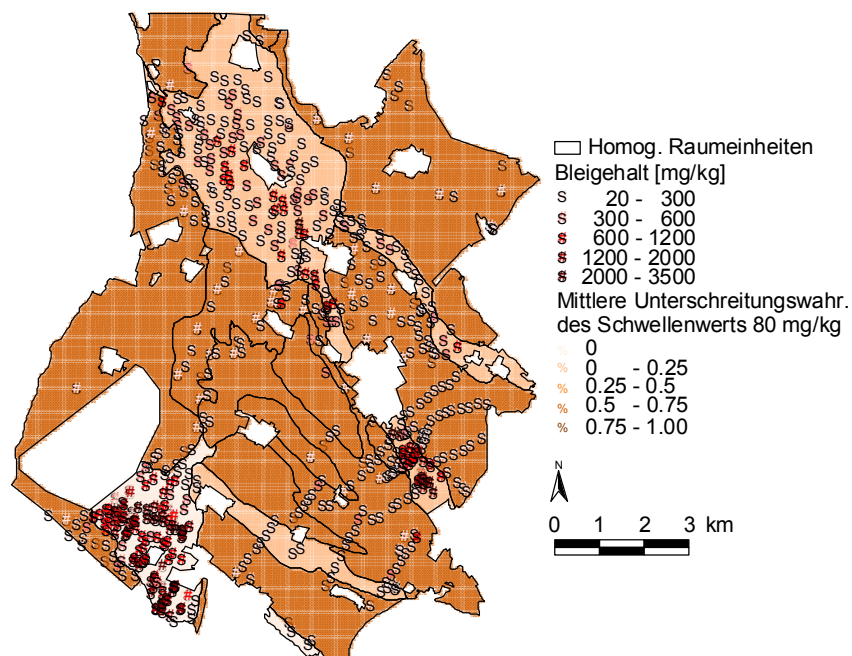 Homog. Raumeinheiten
Bleigehalt [mg/kg]
S 20 - 300
S 300 - 600
S 600 - 1200
S 1200 - 2000
S 2000 - 3500
Mittlere Unterschreitungswahr.
des Schwellenwerts 80 mg/kg
% 0
% 0 - 0.25
% 0.25 - 0.5
% 0.5 - 0.75
% 0.75 - 1.00
N
0 1 2 3 km